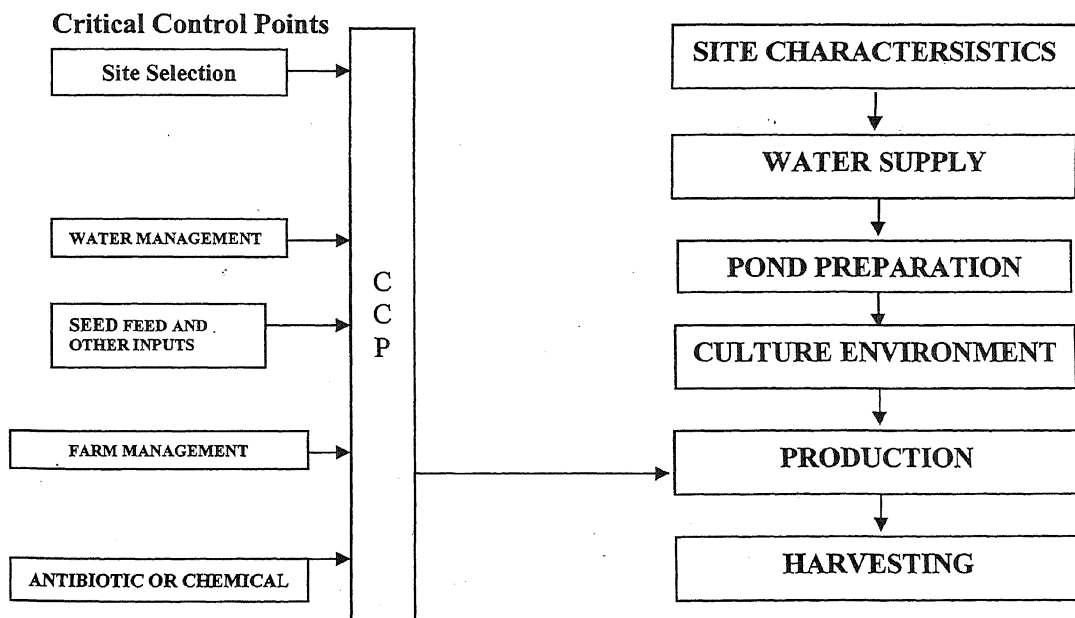 Critical Control Points
Site Selection
WATER MANAGEMENT
SEED FEED AND
OTHER INPUTS
FARM MANAGEMENT
ANTIBIOTIC OR CHEMICAL
C
C
P
SITE CHARACTERSISTICS
WATER SUPPLY
POND PREPARATION
CULTURE ENVIRONMENT
PRODUCTION
HARVESTING